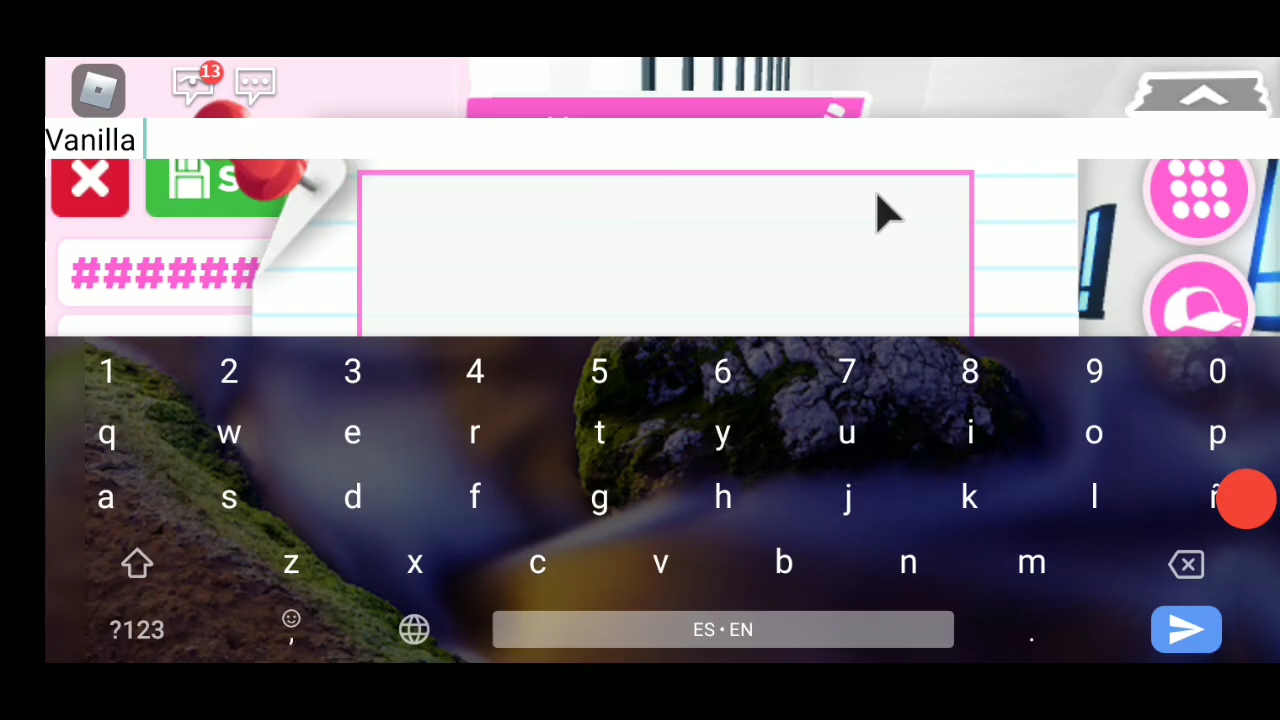 13
Vanilla
S
######
1 2 3 4 5 6 7 8 9 0
q w e r t y u i o p
a s d f g h j k l ñ
z x c v b n m
?123 , ES • EN .